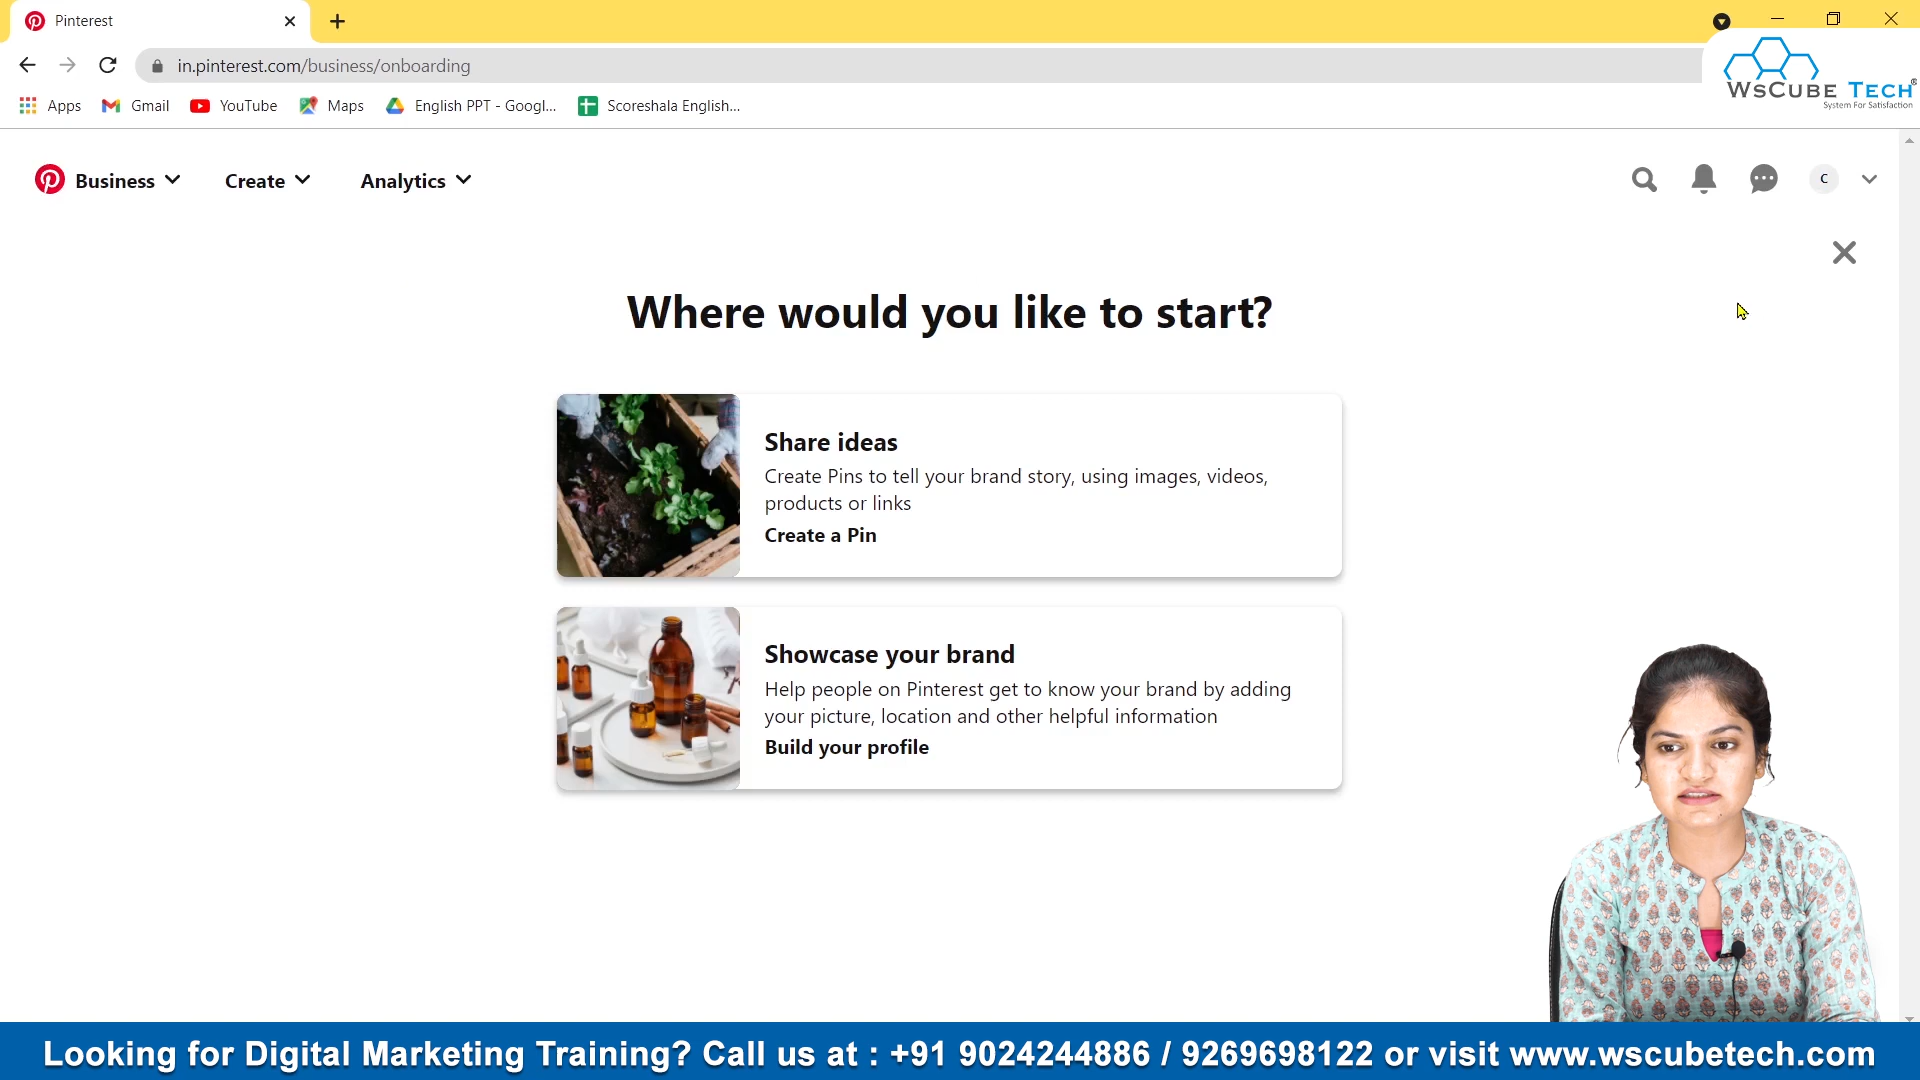 Pinterest
in.pinterest.com/business/onboarding
WsCube Tech®
System For Satisfaction
Apps Gmail YouTube Maps English PPT - Googl... Scoreshala English...
Business Create Analytics
C
Where would you like to start?
Share ideas
Create Pins to tell your brand story, using images, videos,
products or links
Create a Pin
Showcase your brand
Help people on Pinterest get to know your brand by adding
your picture, location and other helpful information
Build your profile
Looking for Digital Marketing Training? Call us at : +91 9024244886 / 9269698122 or visit www.wscubetech.com